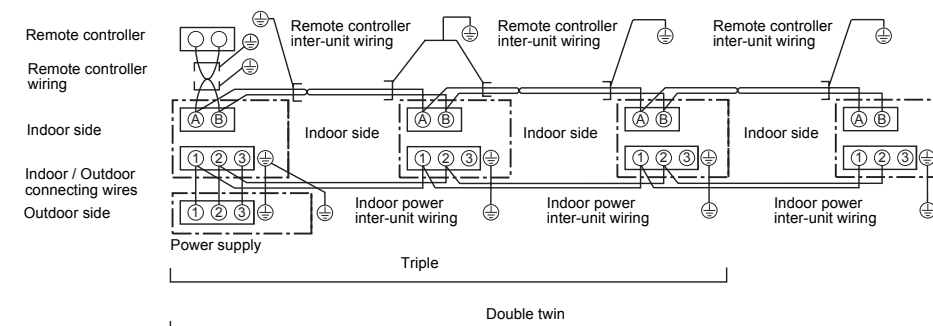 Remote controller
Remote controller
wiring
Indoor side
Indoor / Outdoor
connecting wires
Outdoor side
Power supply
Remote controller
inter-unit wiring
Remote controller
inter-unit wiring
Remote controller
inter-unit wiring
A B
A B
A B
A B
Indoor side
Indoor side
Indoor side
1 2 3
1 2 3
1 2 3
1 2 3
1 2 3
Indoor power
inter-unit wiring
Indoor power
inter-unit wiring
Indoor power
inter-unit wiring
Triple
Double twin